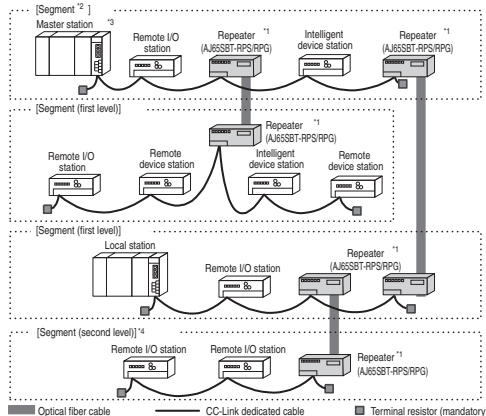 [Segment *2 ]
Master station *3
Remote I/O
station
Repeater *1
(AJ65SBT-RPS/RPG)
Intelligent
device station
Repeater *1
(AJ65SBT-RPS/RPG)
[Segment (first level)]
Repeater *1
(AJ65SBT-RPS/RPG)
Remote I/O
station
Remote
device station
Intelligent
device station
Remote
device station
[Segment (first level)]
Local station
Remote I/O station
Repeater *1
(AJ65SBT-RPS/RPG)
[Segment (second level)]*4
Remote I/O station
Remote I/O station
Repeater *1
(AJ65SBT-RPS/RPG)
Optical fiber cable
CC-Link dedicated cable
Terminal resistor (mandatory